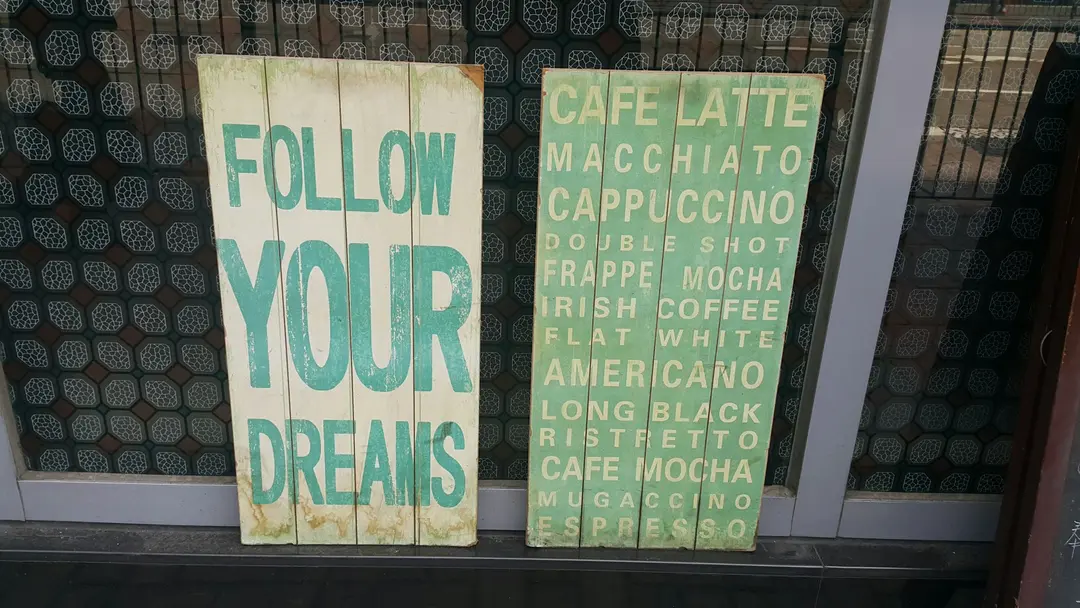 FOLLOW
YOUR
DREAMS
CAFE LATTE
MACCHIATO
CAPPUCCINO
DOUBLE SHOT
FRAPPE MOCHA
IRISH COFFEE
FLAT WHITE
AMERICANO
LONG BLACK
RISTRETTO
CAFE MOCHA
MUGACCINO
ESPRESSO